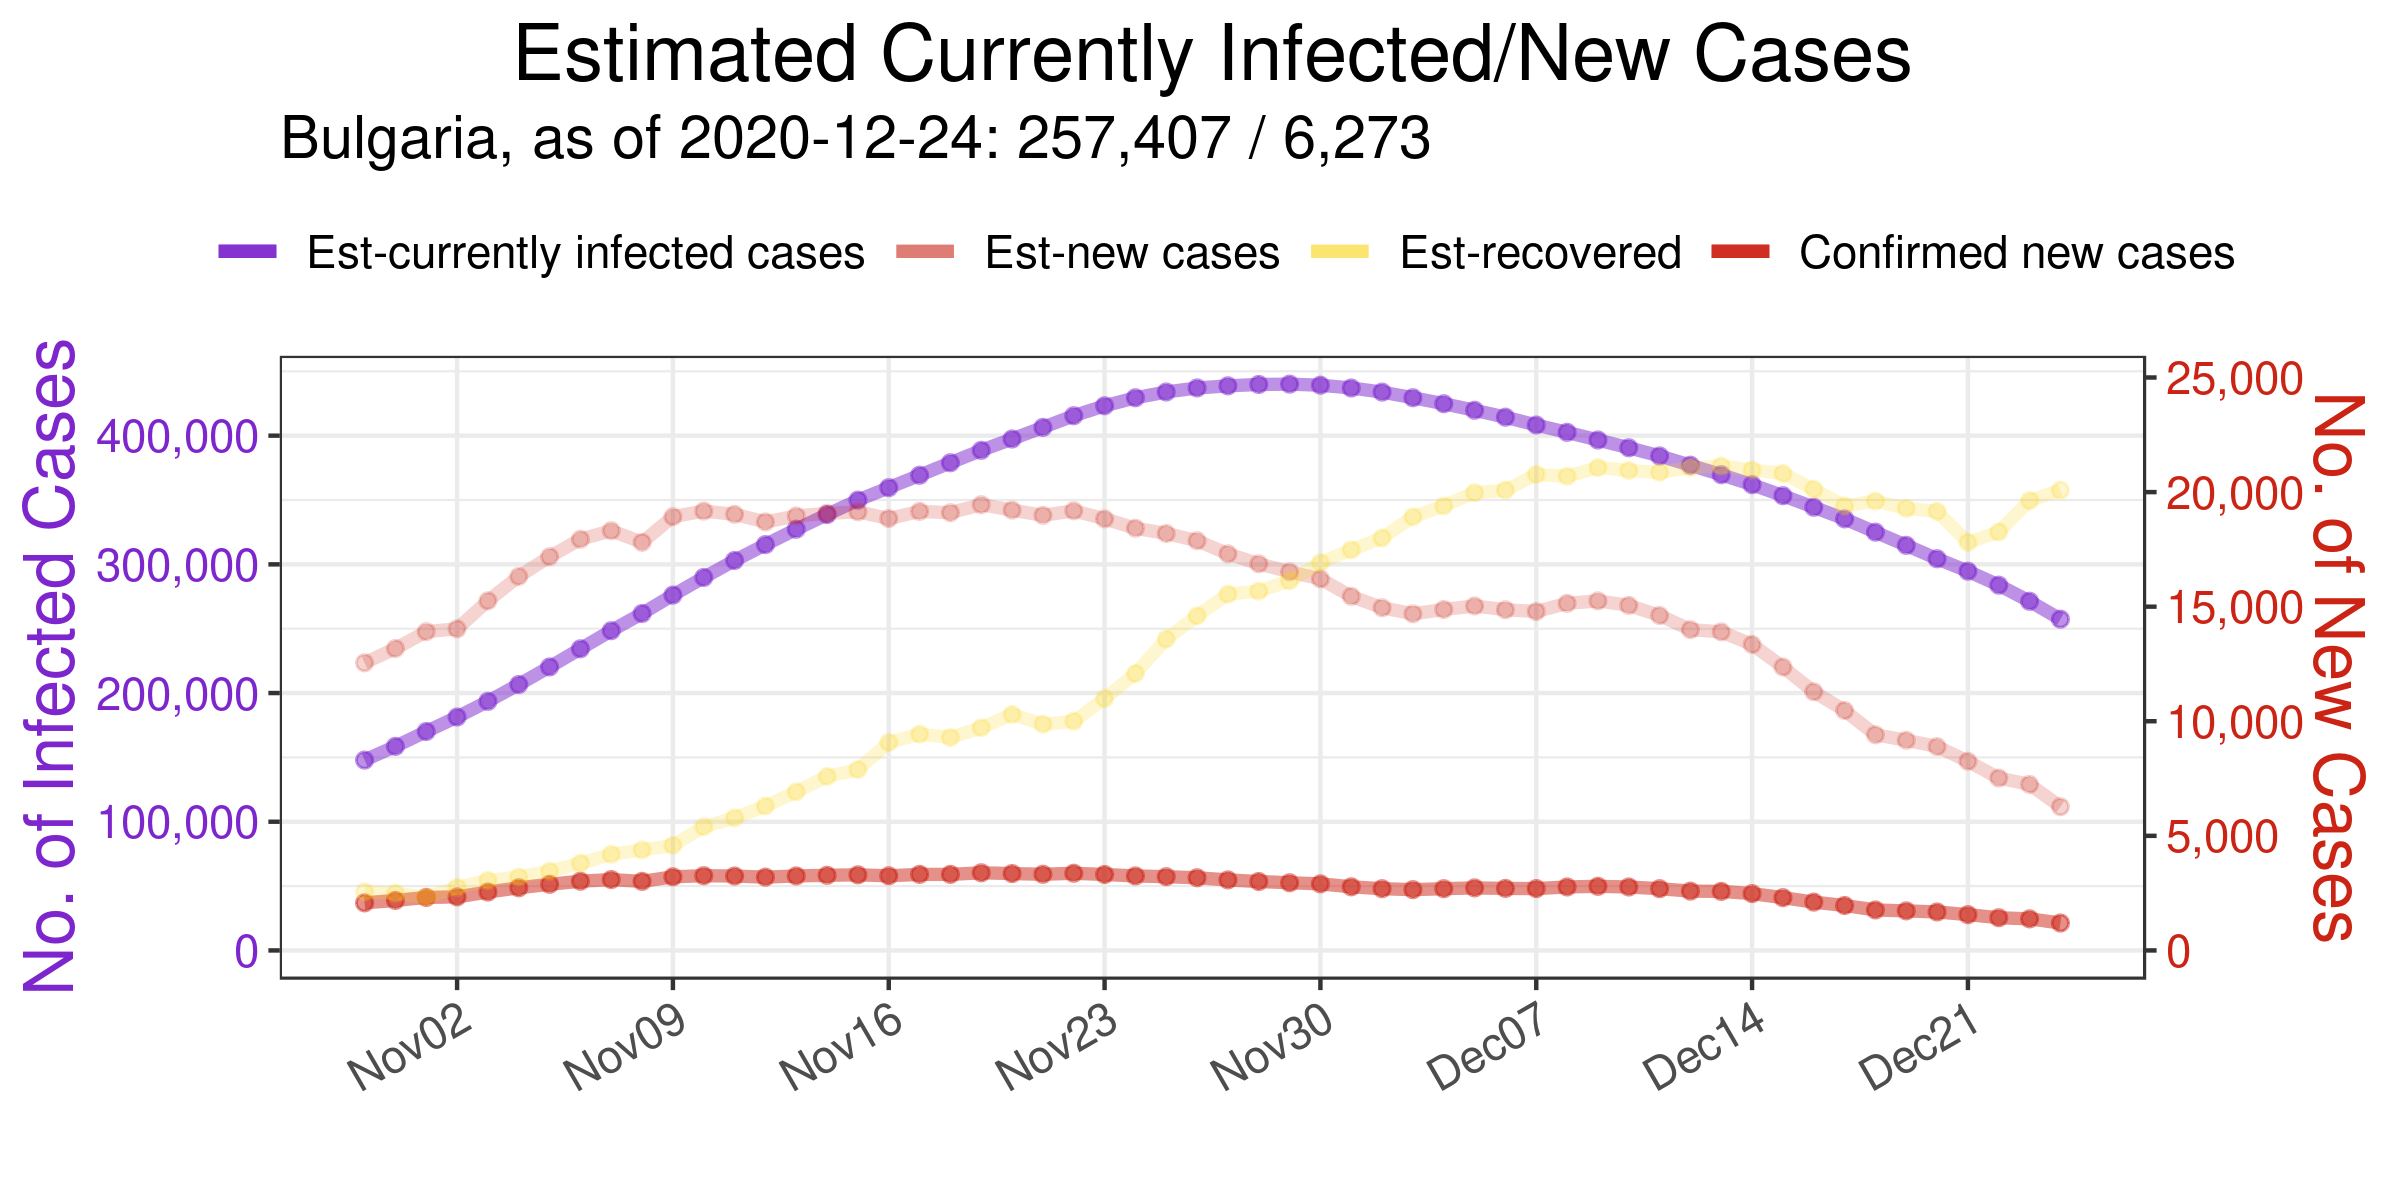 Estimated Currently Infected/New Cases
Bulgaria, as of 2020-12-24: 257,407 / 6,273
Est-currently infected cases Est-new cases Est-recovered Confirmed new cases
No. of Infected Cases
400,000
300,000
200,000
100,000
0
25,000
20,000
15,000
10,000
5,000
0
No. of New Cases
Nov02 Nov09 Nov16 Nov23 Nov30 Dec07 Dec14 Dec21